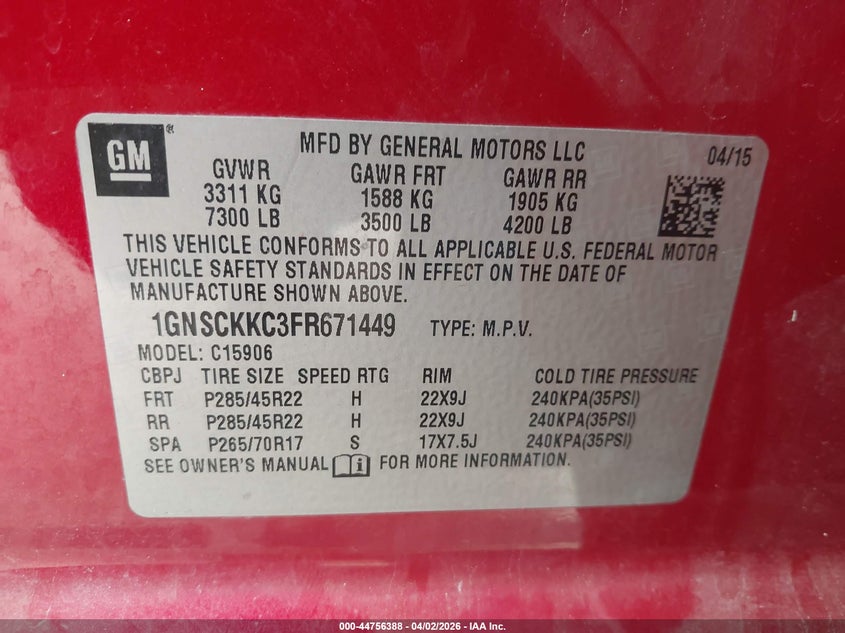 GM®
MFD BY GENERAL MOTORS LLC 04/15
GVWR GAWR FRT GAWR RR
3311 KG 1588 KG 1905 KG
7300 LB 3500 LB 4200 LB
THIS VEHICLE CONFORMS TO ALL APPLICABLE U.S. FEDERAL MOTOR
VEHICLE SAFETY STANDARDS IN EFFECT ON THE DATE OF
MANUFACTURE SHOWN ABOVE.
1GNSCKKC3FR671449 TYPE: M.P.V.
MODEL: C15906
CBPJ TIRE SIZE SPEED RTG RIM COLD TIRE PRESSURE
FRT P285/45R22 H 22X9J 240KPA(35PSI)
RR P285/45R22 H 22X9J 240KPA(35PSI)
SPA P265/70R17 S 17X7.5J 240KPA(35PSI)
SEE OWNER'S MANUAL i FOR MORE INFORMATION.
000-44756388 - 04/02/2026 - IAA Inc.